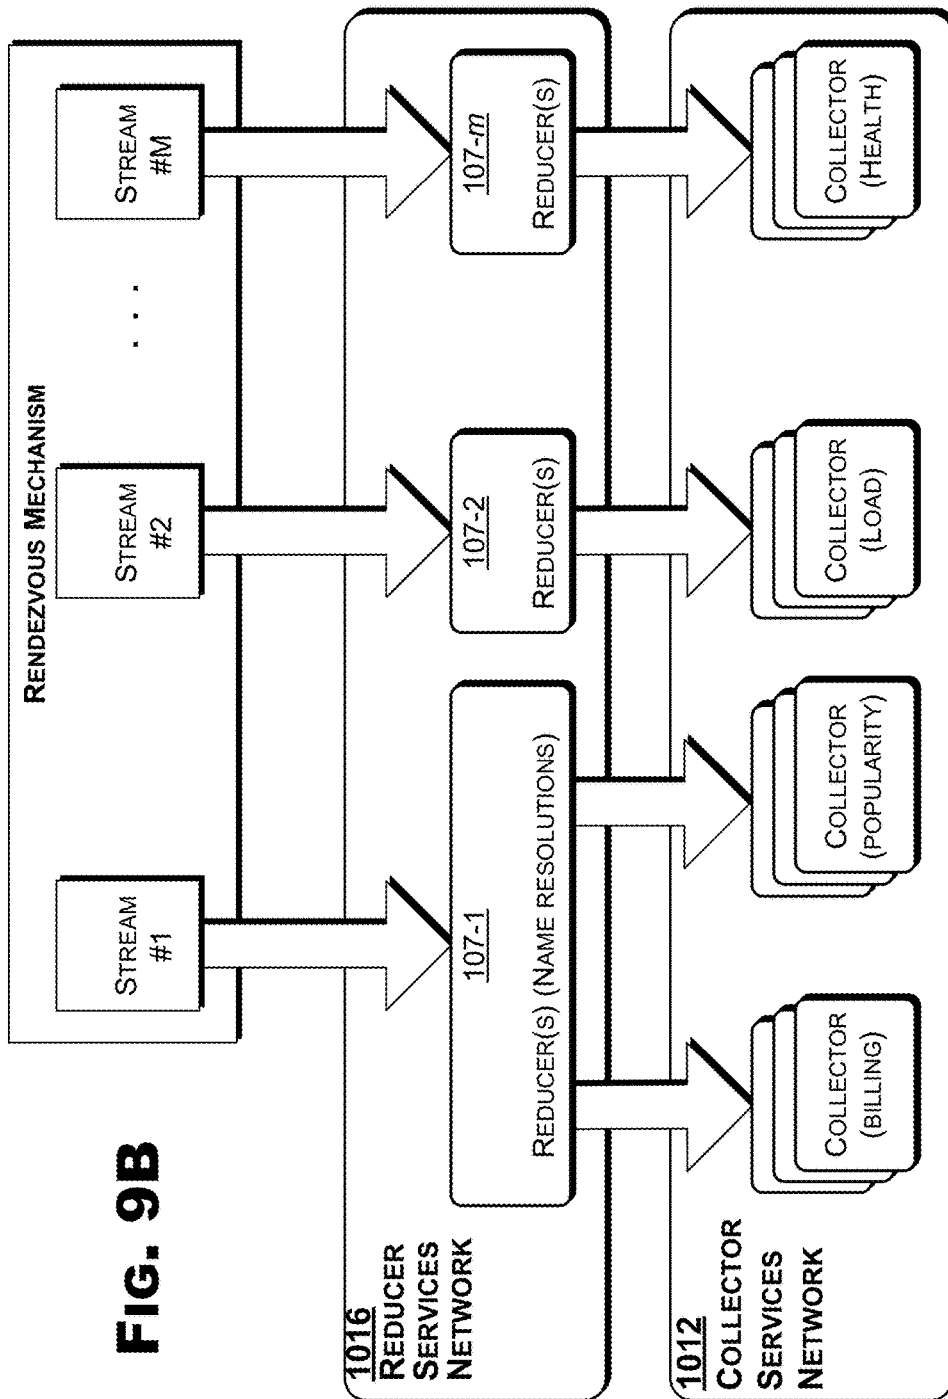 RENDEZVOUS MECHANISM
STREAM
#1
STREAM
#2
. . .
STREAM
#M
FIG. 9B
1016
REDUCER
SERVICES
NETWORK
107-1
REDUCER(S) (NAME RESOLUTIONS)
107-2
REDUCER(S)
107-m
REDUCER(S)
1012
COLLECTOR
SERVICES
NETWORK
COLLECTOR
(BILLING)
COLLECTOR
(POPULARITY)
COLLECTOR
(LOAD)
COLLECTOR
(HEALTH)